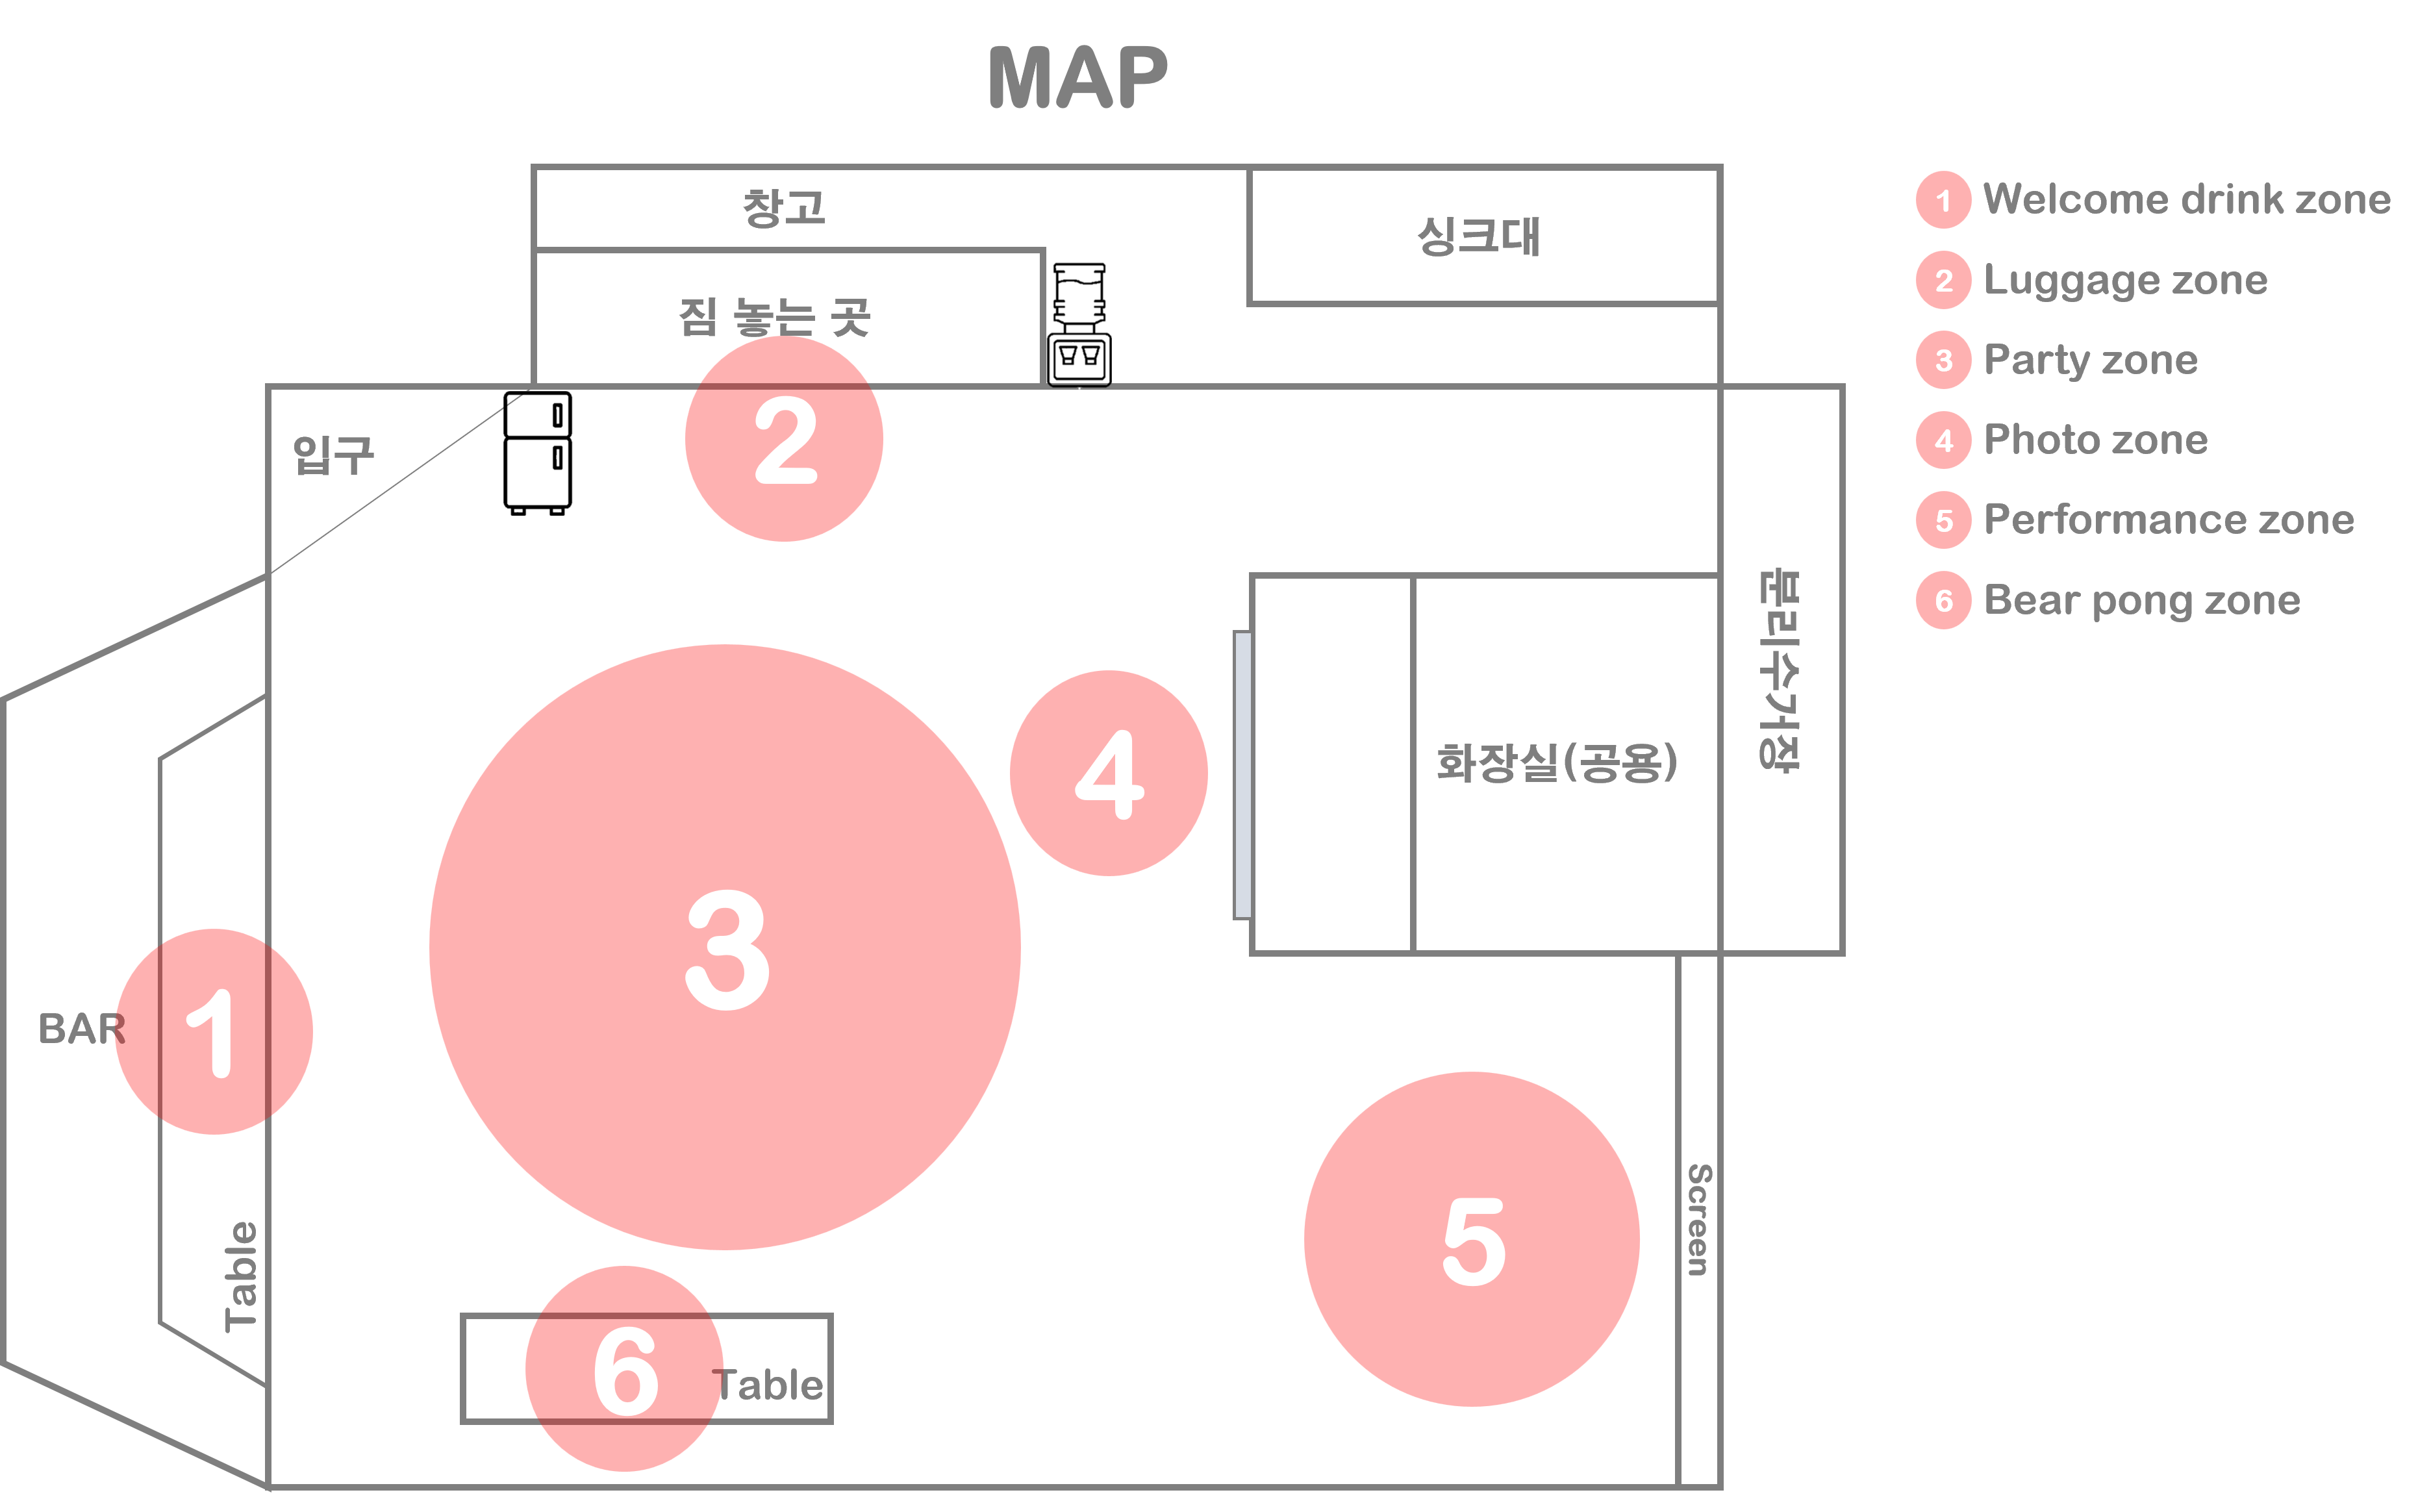 MAP
창고
싱크대
짐 놓는 곳
입구
2
분리수거장
화장실(공용)
4
3
BAR
1
Table
5
Screen
6
Table
1 Welcome drink zone
2 Luggage zone
3 Party zone
4 Photo zone
5 Performance zone
6 Bear pong zone